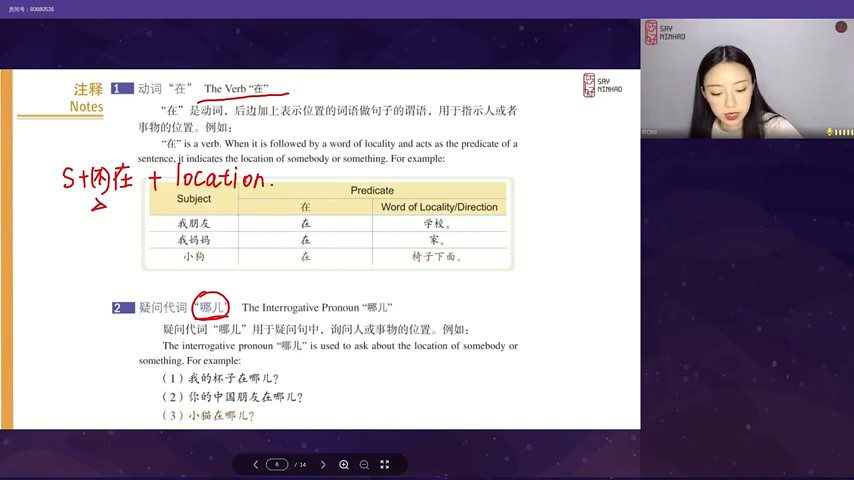 房间号: 80680536
SAY
NINHAO
注释
Notes
1 动词 “在” The Verb “在”
SAY
NINHAO
“在” 是动词，后边加上表示位置的词语做句子的谓语，用于指示人或者
事物的位置。例如：
“在” is a verb. When it is followed by a word of locality and acts as the predicate of a
sentence, it indicates the location of somebody or something. For example:
S+(不)在 + location.
Subject Predicate
在 Word of Locality/Direction
我朋友 在 学校。
我妈妈 在 家。
小狗 在 椅子下面。
2 疑问代词 “哪儿” The Interrogative Pronoun “哪儿”
疑问代词 “哪儿” 用于疑问句中，询问人或事物的位置。例如：
The interrogative pronoun “哪儿” is used to ask about the location of somebody or
something. For example:
（1）我的杯子在哪儿？
（2）你的中国朋友在哪儿？
（3）小猫在哪儿？
6 / 14